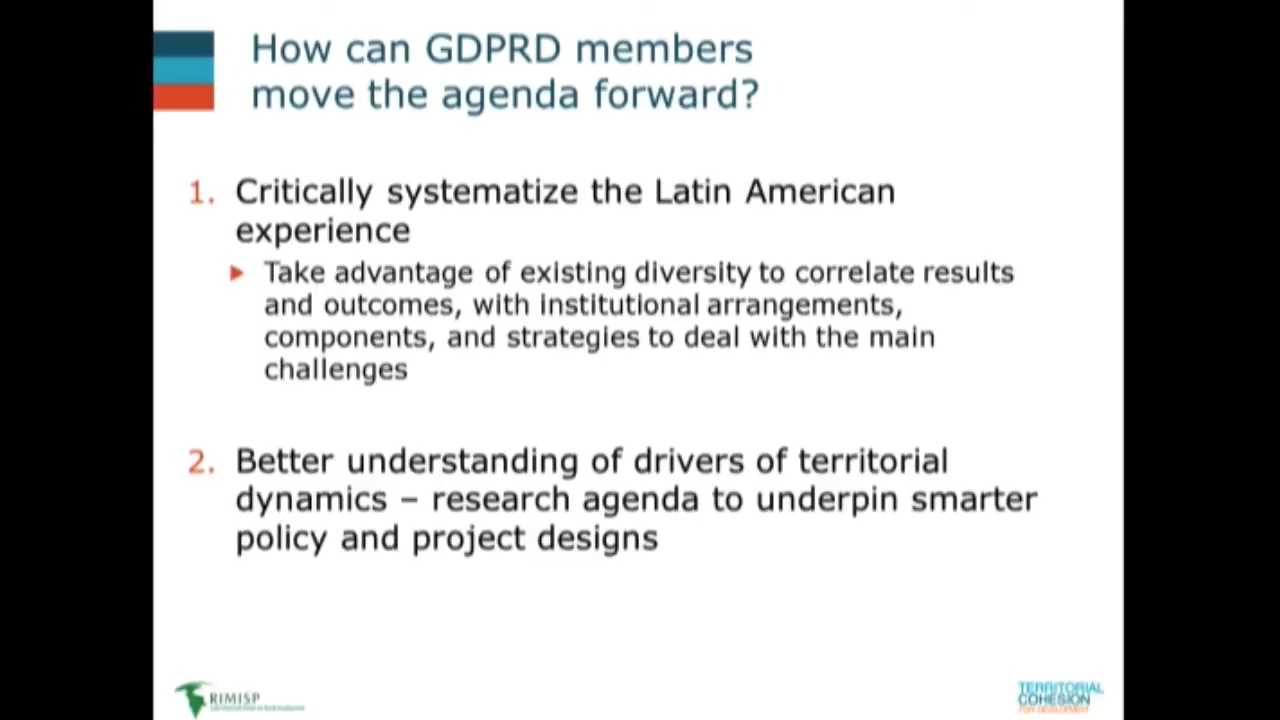 How can GDPRD members
move the agenda forward?
1. Critically systematize the Latin American
experience
Take advantage of existing diversity to correlate results
and outcomes, with institutional arrangements,
components, and strategies to deal with the main
challenges
2. Better understanding of drivers of territorial
dynamics – research agenda to underpin smarter
policy and project designs
RIMISP
TERRITORIAL
COHESION
FOR DEVELOPMENT